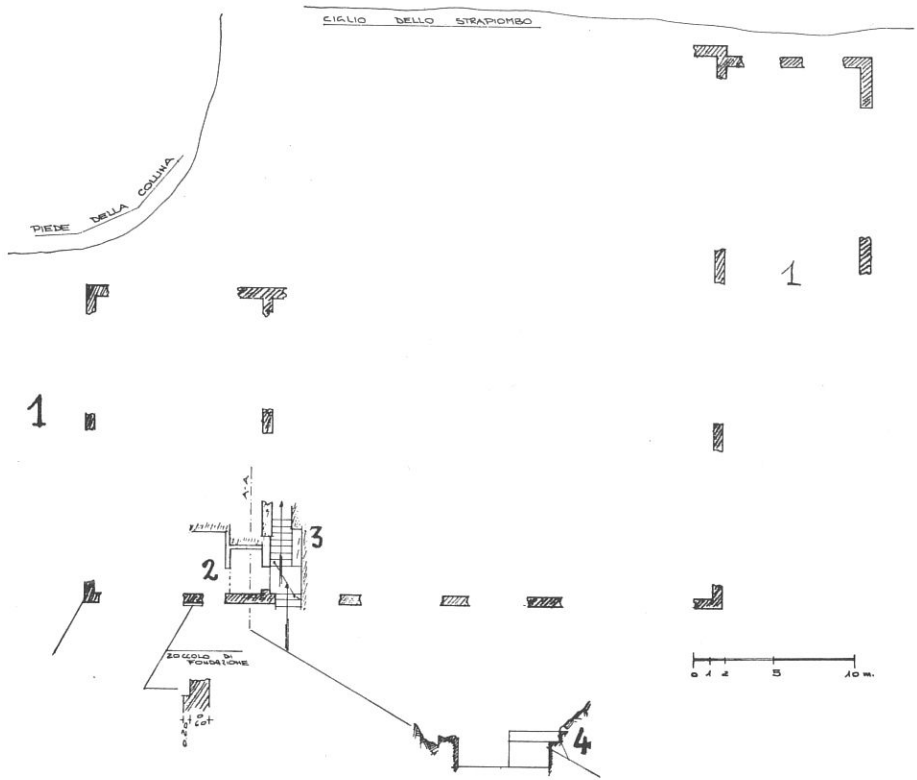 CIGLIO DELLO STRAPIOMBO
PIEDE DELLA COLLINA
1
1
A-A
3
2
ZOCCOLO DI
FONDAZIONE
0 1 2 5 10 m.
4